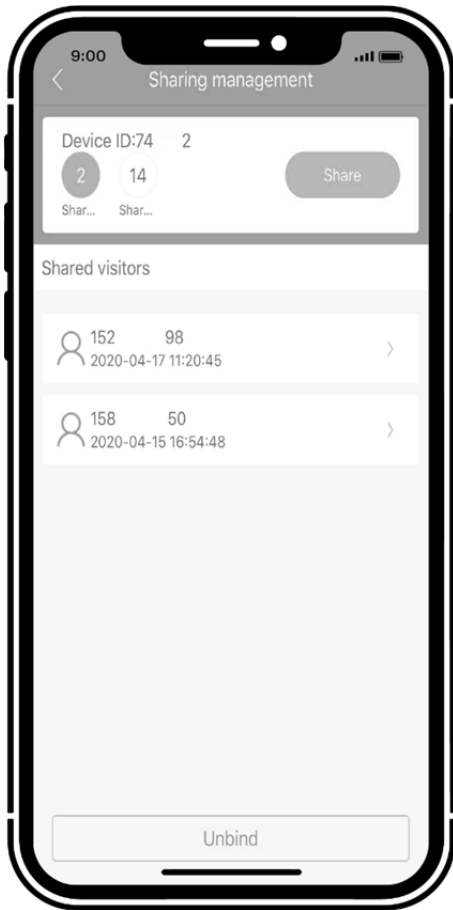 9:00
Sharing management
Device ID:74 2
2 14
Share
Shar... Shar...
Shared visitors
152 98
2020-04-17 11:20:45
158 50
2020-04-15 16:54:48
Unbind